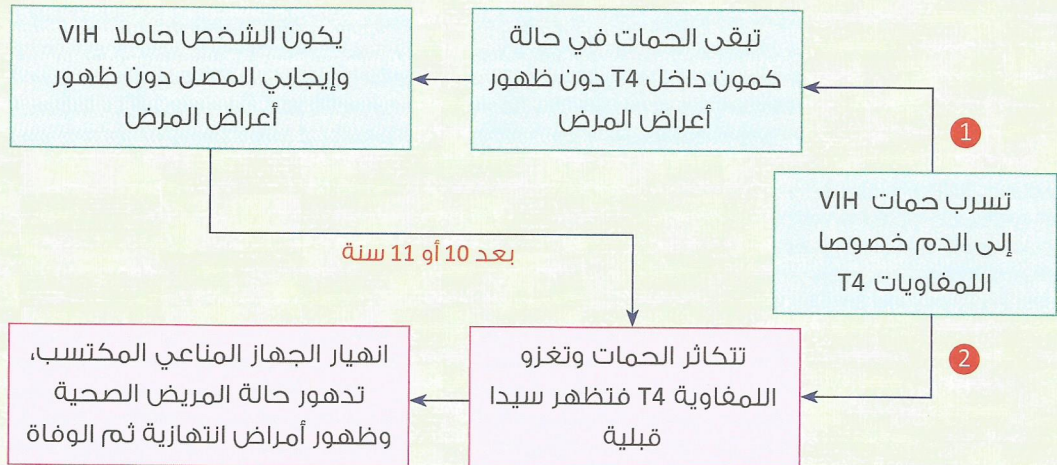 تسرب حمات VIH
إلى الدم خصوصا
اللمفاويات T4
1
تبقى الحمات في حالة
كمون داخل T4 دون ظهور
أعراض المرض
يكون الشخص حاملا VIH
وإيجابي المصل دون ظهور
أعراض المرض
بعد 10 أو 11 سنة
2
تتكاثر الحمات وتغزو
اللمفاوية T4 فتظهر سيدا
قبلية
انهيار الجهاز المناعي المكتسب،
تدهور حالة المريض الصحية
وظهور أمراض انتهازية ثم الوفاة